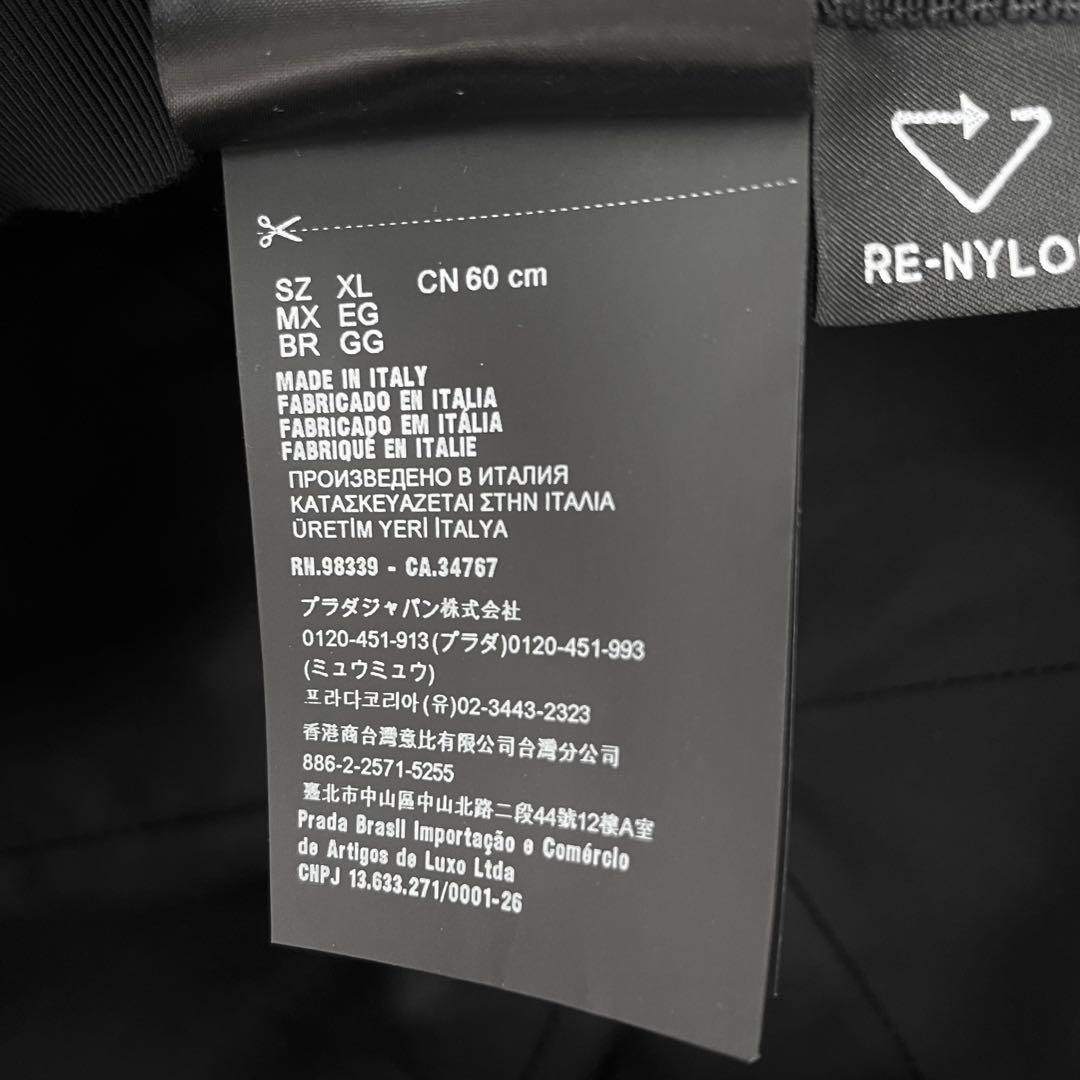 SZ XL CN 60 cm
MX EG
BR GG
MADE IN ITALY
FABRICADO EN ITALIA
FABRICADO EM ITÁLIA
FABRIQUÉ EN ITALIE
ПРОИЗВЕДЕНО В ИТАЛИЯ
ΚΑΤΑΣΚΕΥΑΖΕΤΑΙ ΣΤΗΝ ΙΤΑΛΙΑ
ÜRETİM YERİ İTALYA
RN.98339 - CA.34767
プラダジャパン株式会社
0120-451-913(プラダ)0120-451-993
(ミュウミュウ)
프라다코리아(유)02-3443-2323
香港商台灣意比有限公司台灣分公司
886-2-2571-5255
臺北市中山區中山北路二段44號12樓A室
Prada Brasil Importação e Comércio
de Artigos de Luxo Ltda
CNPJ 13.633.271/0001-26
RE-NYLO